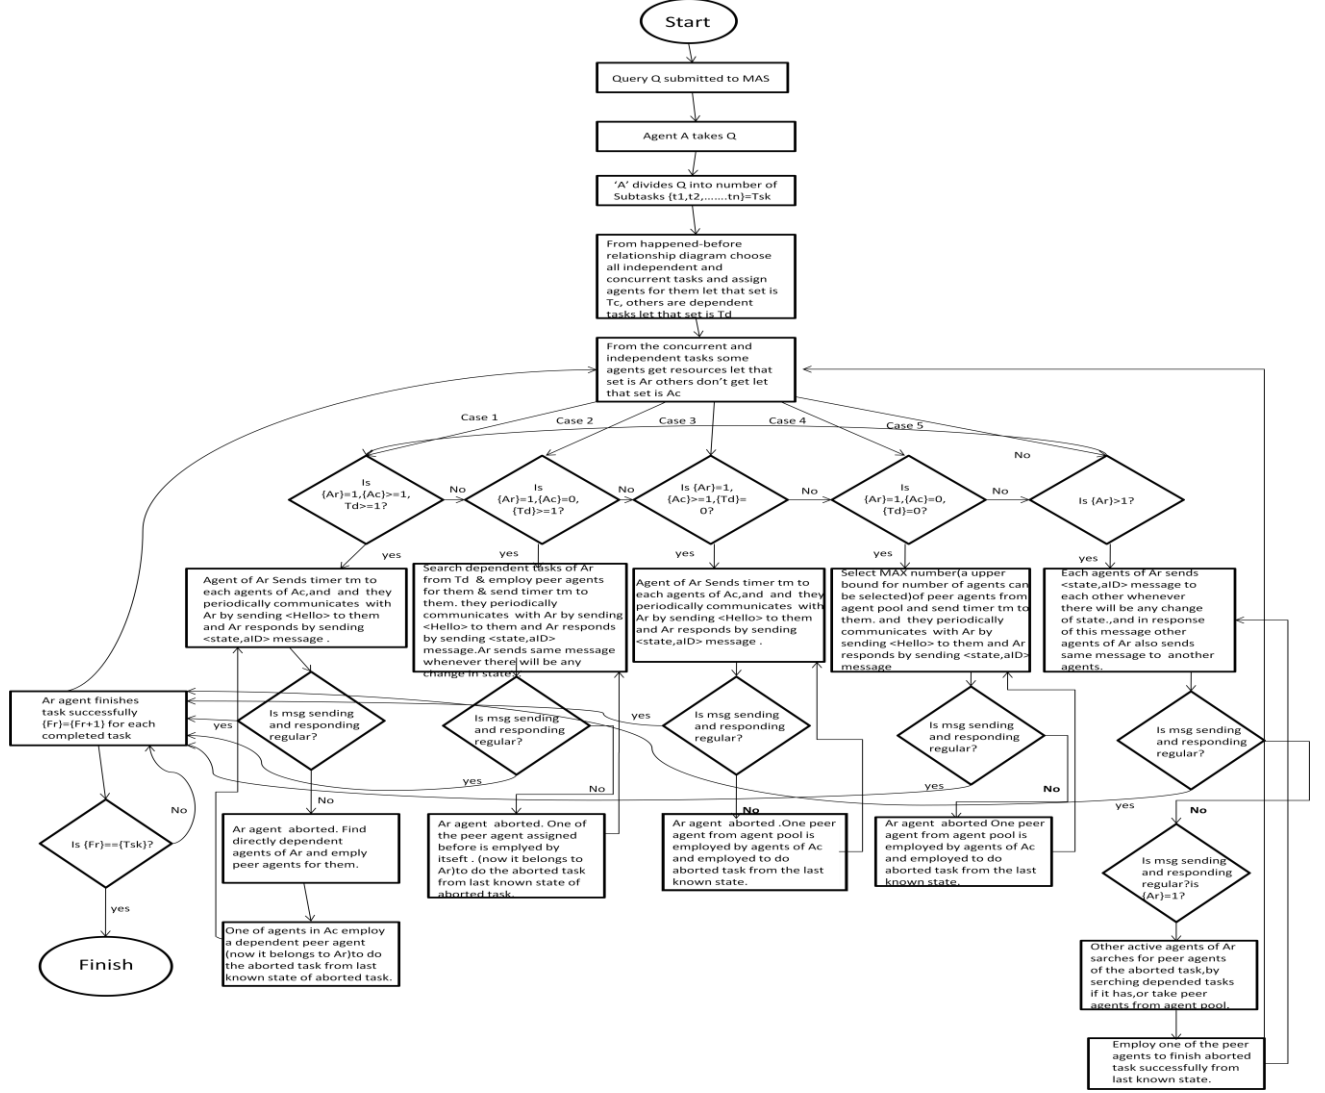 Start
Query Q submitted to MAS
Agent A takes Q
‘A’ divides Q into number of
Subtasks {t1,t2,.......tn}=Tsk
From happened-before
relationship diagram choose
all independent and
concurrent tasks and assign
agents for them let that set is
Tc, others are dependent
tasks let that set is Td
From the concurrent and
independent tasks some
agents get resources let that
set is Ar others don’t get let
that set is Ac
Case 1
Case 2
Case 3
Case 4
Case 5
No
Is
{Ar}=1,{Ac}>=1,
Td>=1?
No
Is
{Ar}=1,{Ac}=0,
{Td}>=1?
No
Is {Ar}=1,
{Ac}>=1,{Td}=
0?
No
Is
{Ar}=1,{Ac}=0,
{Td}=0?
No
Is {Ar}>1?
yes
yes
yes
yes
yes
Agent of Ar Sends timer tm to
each agents of Ac,and and they
periodically communicates with
Ar by sending <Hello> to them
and Ar responds by sending
<state,aID> message .
Search dependent tasks of Ar
from Td & employ peer agents
for them & send timer tm to
them. they periodically
communicates with Ar by sending
<Hello> to them and Ar responds
by sending <state,aID>
message.Ar sends same message
whenever there will be any
change in state.
Agent of Ar Sends timer tm to
each agents of Ac,and and they
periodically communicates with
Ar by sending <Hello> to them
and Ar responds by sending
<state,aID> message .
Select MAX number(a upper
bound for number of agents can
be selected)of peer agents from
agent pool and send timer tm to
them. and they periodically
communicates with Ar by
sending <Hello> to them and Ar
responds by sending <state,aID>
message
Each agents of Ar sends
<state,aID> message to
each other whenever
there will be any change
of state.,and in response
of this message other
agents of Ar also sends
same message to another
agents.
Ar agent finishes
task successfully
{Fr}={Fr+1} for each
completed task
yes
Is msg sending
and responding
regular?
Is msg sending
and responding
regular?
yes
yes
Is msg sending
and responding
regular?
Is msg sending
and responding
regular?
yes
Is msg sending
and responding
regular?
yes
No
No
No
No
No
No
Is {Fr}=={Tsk}?
yes
Finish
Ar agent aborted. Find
directly dependent
agents of Ar and emply
peer agents for them.
One of agents in Ac employ
a dependent peer agent
(now it belongs to Ar)to do
the aborted task from last
known state of aborted task.
Ar agent aborted. One of
the peer agent assigned
before is emplyed by
itseft . (now it belongs to
Ar)to do the aborted task
from last known state of
aborted task.
Ar agent aborted .One peer
agent from agent pool is
employed by agents of Ac
and employed to do
aborted task from the last
known state.
Ar agent aborted One peer
agent from agent pool is
employed by agents of Ac
and employed to do
aborted task from the last
known state.
Is msg sending
and responding
regular?is
{Ar}=1?
Other active agents of Ar
sarches for peer agents
of the aborted task,by
serching depended tasks
if it has,or take peer
agents from agent pool.
Employ one of the peer
agents to finish aborted
task successfully from
last known state.